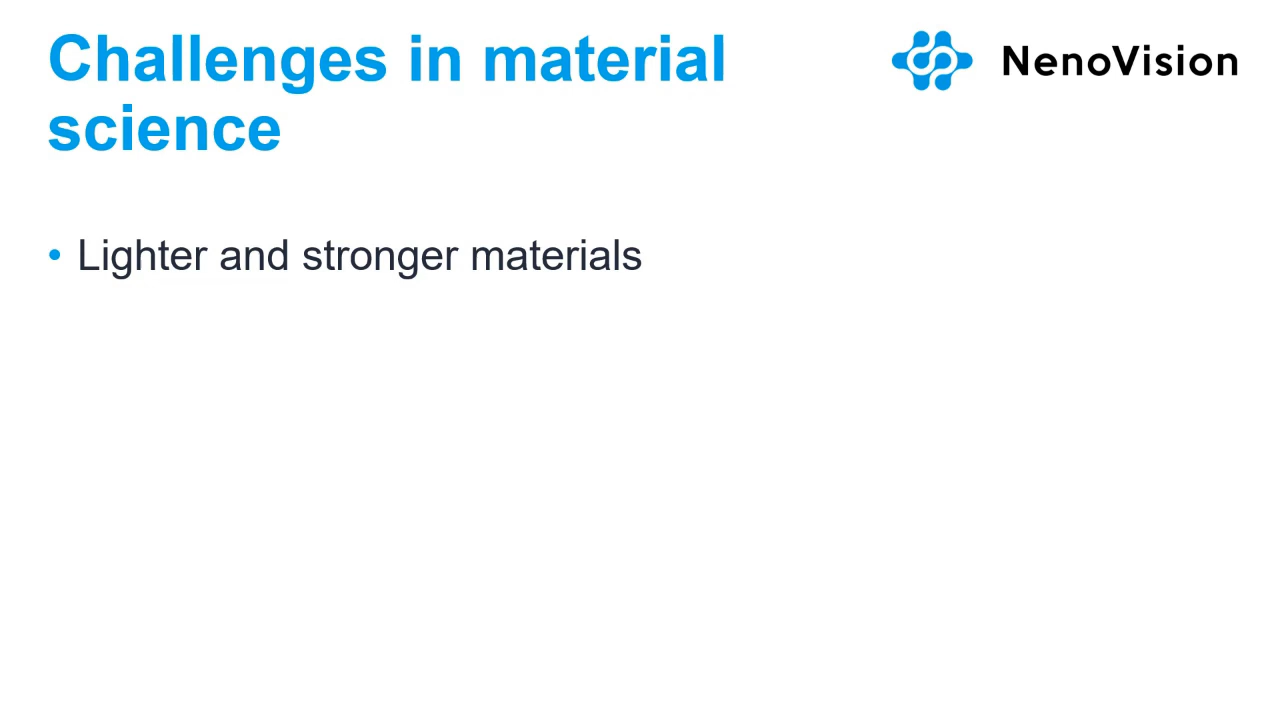 Challenges in material
science
NenoVision
• Lighter and stronger materials